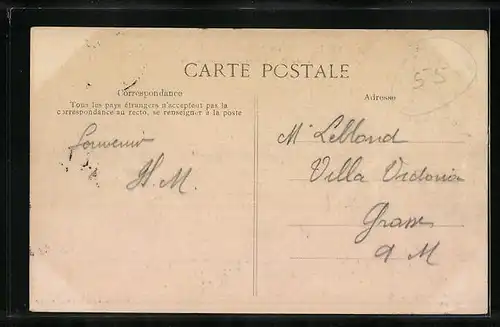 CARTE POSTALE
Correspondance
Tous les pays étrangers n'acceptent pas la
correspondance au recto, se renseigner à la poste
Adresse
55
Souvenir
H. M.
Mr Leblond
Villa Victoria
Grasse
A M